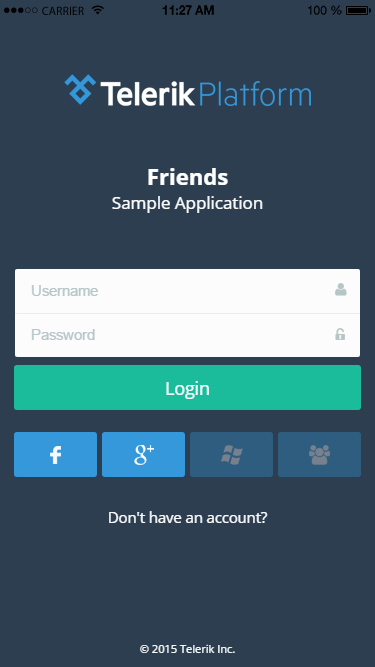 CARRIER 11:27 AM 100 %
Telerik Platform
Friends
Sample Application
Username
Password
Login
f g+
Don't have an account?
© 2015 Telerik Inc.